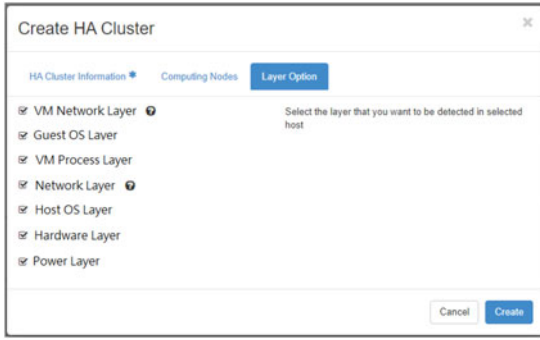 Create HA Cluster
×
HA Cluster Information *
Computing Nodes
Layer Option
VM Network Layer ?
Guest OS Layer
VM Process Layer
Network Layer ?
Host OS Layer
Hardware Layer
Power Layer
Select the layer that you want to be detected in selected
host
Cancel
Create